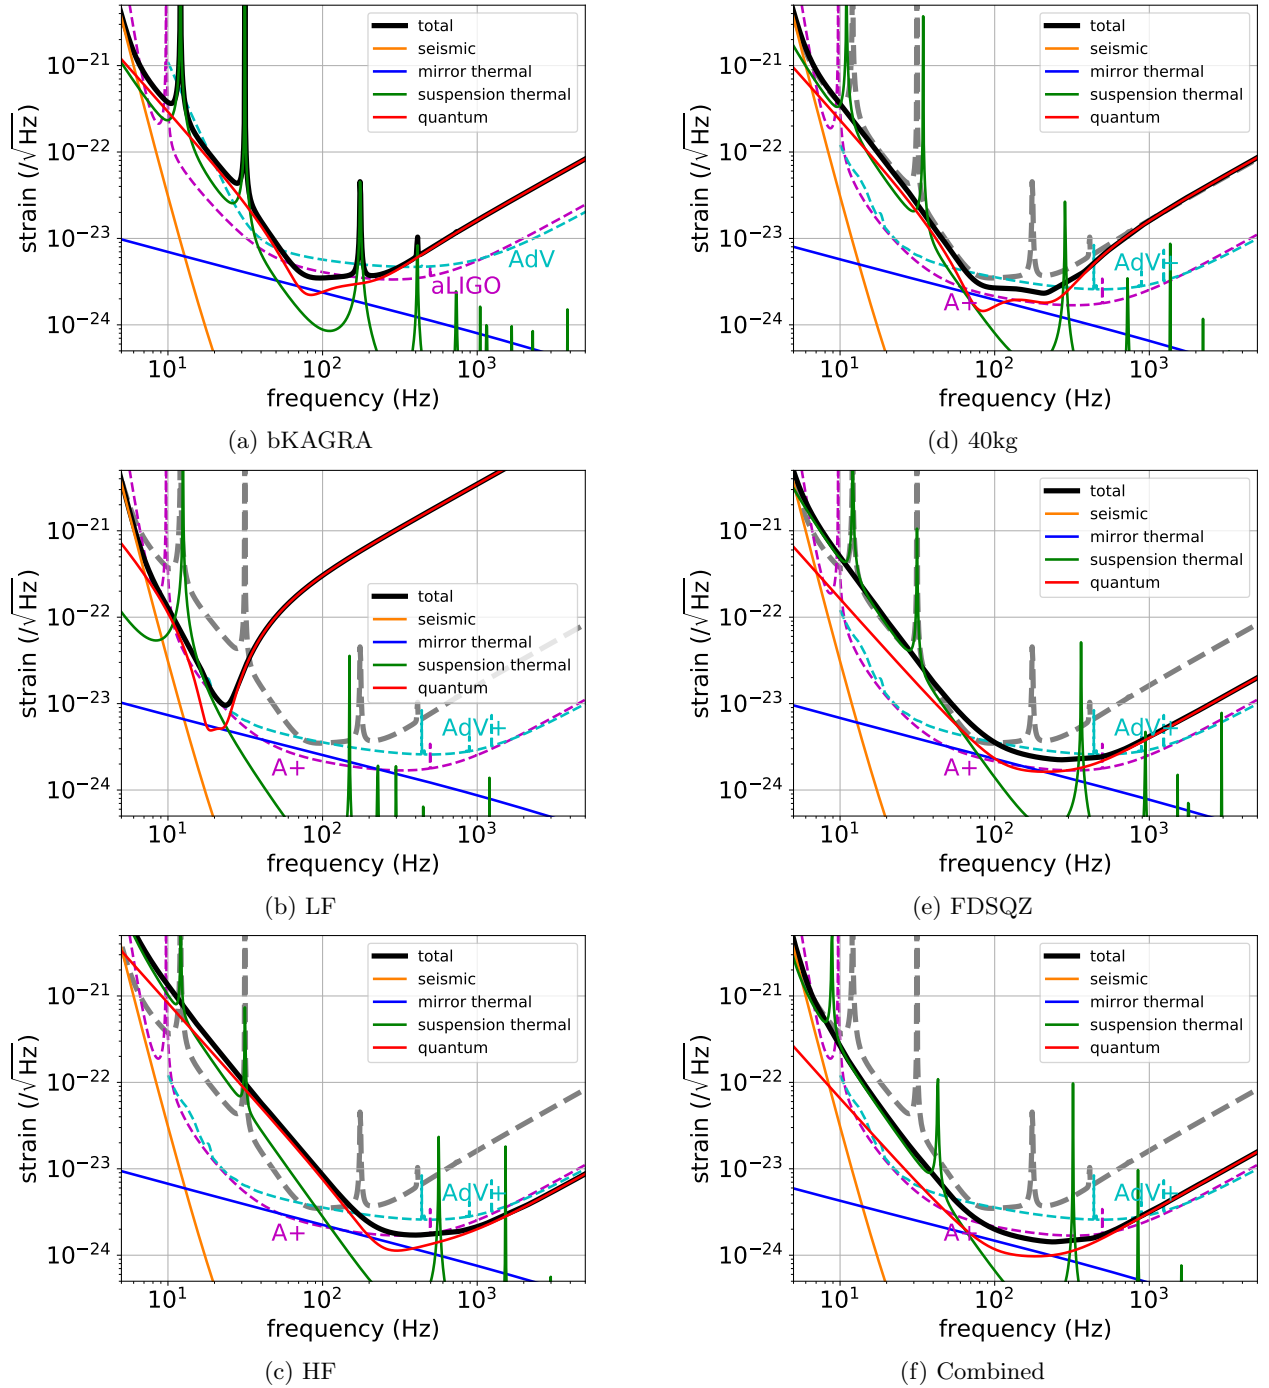 total
seismic
mirror thermal
suspension thermal
quantum
10^{-21}
10^{-22}
10^{-23}
10^{-24}
strain (/√Hz)
AdV
aLIGO
10^1
10^2
10^3
frequency (Hz)
(a) bKAGRA
total
seismic
mirror thermal
suspension thermal
quantum
10^{-21}
10^{-22}
10^{-23}
10^{-24}
strain (/√Hz)
AdV+
A+
10^1
10^2
10^3
frequency (Hz)
(d) 40kg
total
seismic
mirror thermal
suspension thermal
quantum
10^{-21}
10^{-22}
10^{-23}
10^{-24}
strain (/√Hz)
AdV+
A+
10^1
10^2
10^3
frequency (Hz)
(b) LF
total
seismic
mirror thermal
suspension thermal
quantum
10^{-21}
10^{-22}
10^{-23}
10^{-24}
strain (/√Hz)
AdV+
A+
10^1
10^2
10^3
frequency (Hz)
(e) FDSQZ
total
seismic
mirror thermal
suspension thermal
quantum
10^{-21}
10^{-22}
10^{-23}
10^{-24}
strain (/√Hz)
AdV+
A+
10^1
10^2
10^3
frequency (Hz)
(c) HF
total
seismic
mirror thermal
suspension thermal
quantum
10^{-21}
10^{-22}
10^{-23}
10^{-24}
strain (/√Hz)
AdV+
A+
10^1
10^2
10^3
frequency (Hz)
(f) Combined